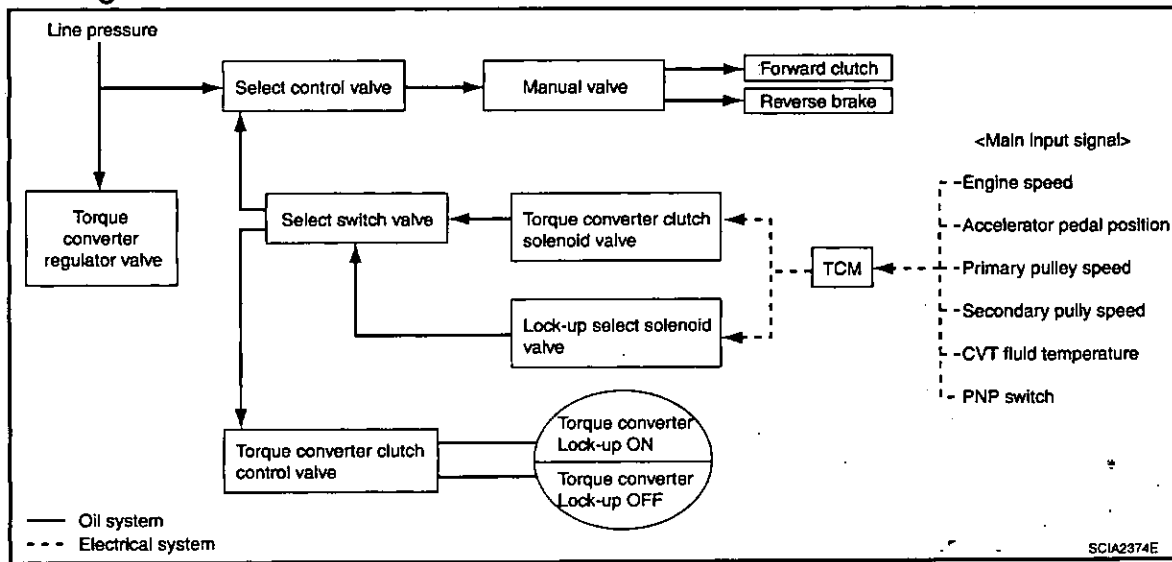 Line pressure
Select control valve
Manual valve
Forward clutch
Reverse brake
<Main input signal>
Engine speed
Accelerator pedal position
Primary pulley speed
Secondary pully speed
CVT fluid temperature
PNP switch
TCM
Torque
converter
regulator valve
Select switch valve
Torque converter clutch
solenoid valve
Lock-up select solenoid
valve
Torque converter clutch
control valve
Torque converter
Lock-up ON
Torque converter
Lock-up OFF
Oil system
Electrical system
SCIA2374E